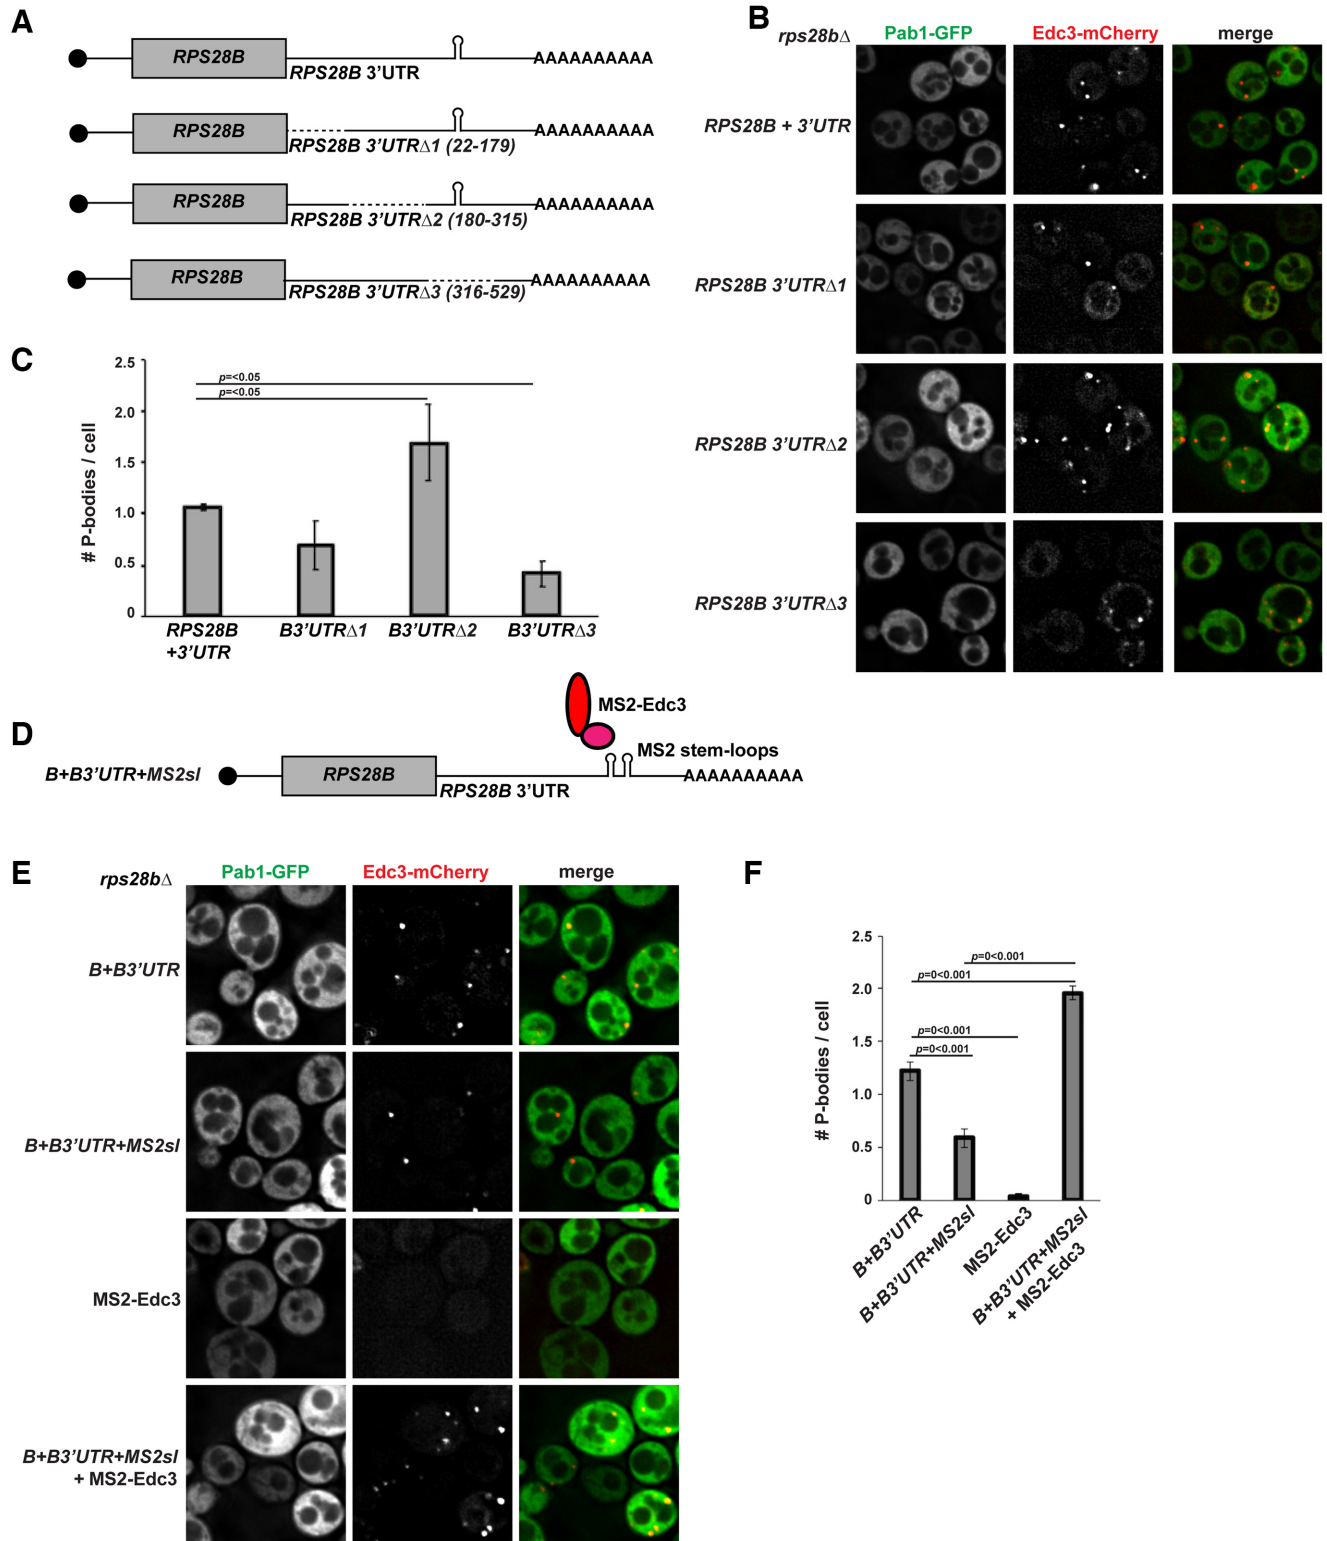 A
RPS28B
RPS28B 3'UTR
AAAAAAAAAA
RPS28B
RPS28B 3'UTRΔ1 (22-179)
AAAAAAAAAA
RPS28B
RPS28B 3'UTRΔ2 (180-315)
AAAAAAAAAA
RPS28B
RPS28B 3'UTRΔ3 (316-529)
AAAAAAAAAA
B
rps28bΔ
Pab1-GFP
Edc3-mCherry
merge
RPS28B + 3'UTR
RPS28B 3'UTRΔ1
RPS28B 3'UTRΔ2
RPS28B 3'UTRΔ3
C
# P-bodies / cell
2.5
2.0
1.5
1.0
0.5
0
p=<0.05
p=<0.05
RPS28B
+3'UTR
B3'UTRΔ1
B3'UTRΔ2
B3'UTRΔ3
D
MS2-Edc3
MS2 stem-loops
B+B3'UTR+MS2sl
RPS28B
RPS28B 3'UTR
AAAAAAAAAA
E
rps28bΔ
Pab1-GFP
Edc3-mCherry
merge
B+B3'UTR
B+B3'UTR+MS2sl
MS2-Edc3
B+B3'UTR+MS2sl
+ MS2-Edc3
F
# P-bodies / cell
2.5
2.0
1.5
1.0
0.5
0
p=0<0.001
p=0<0.001
p=0<0.001
p=0<0.001
B+B3'UTR
B+B3'UTR+MS2sl
MS2-Edc3
B+B3'UTR+MS2sl
+ MS2-Edc3